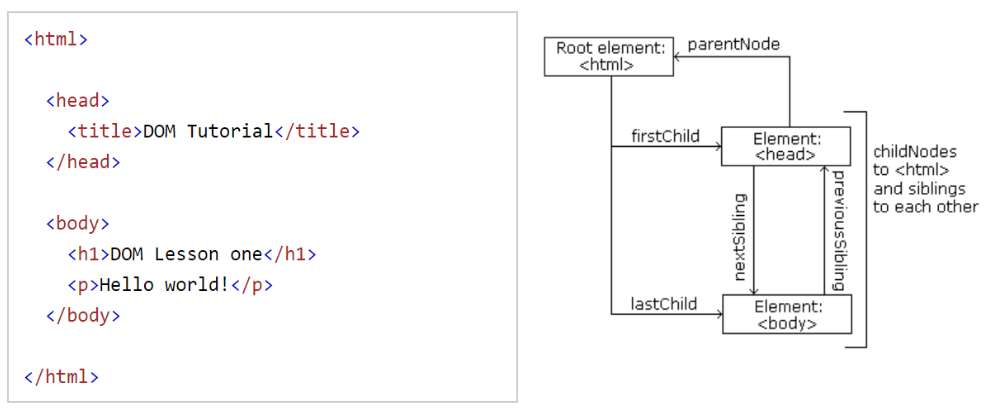 <html>
<head>
<title>DOM Tutorial</title>
</head>
<body>
<h1>DOM Lesson one</h1>
<p>Hello world!</p>
</body>
</html>
Root element:
<html>
parentNode
firstChild
Element:
<head>
childNodes
to <html>
and siblings
to each other
nextSibling
previousSibling
lastChild
Element:
<body>